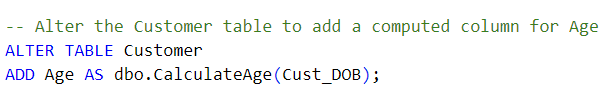 -- Alter the Customer table to add a computed column for Age
ALTER TABLE Customer
ADD Age AS dbo.CalculateAge(Cust_DOB);